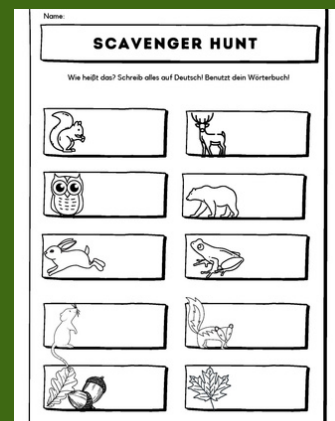 Name:
SCAVENGER HUNT
Wie heißt das? Schreib alles auf Deutsch! Benutzt dein Wörterbuch!